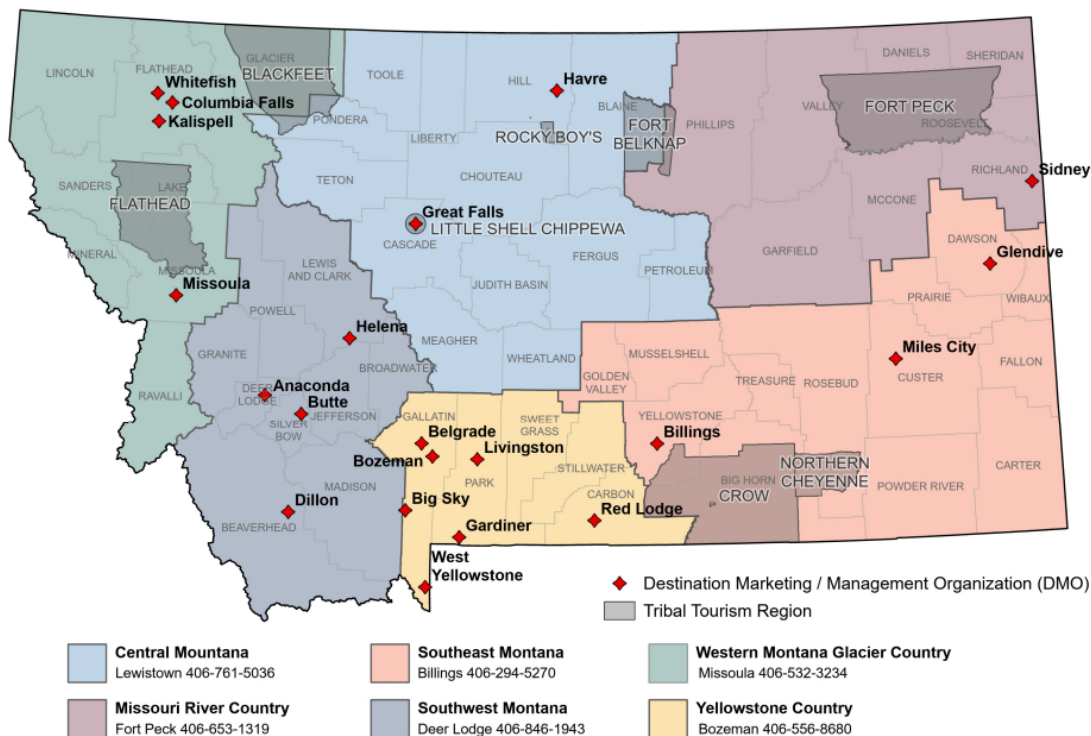 LINCOLN
FLATHEAD
GLACIER
BLACKFEET
TOOLE
HILL
Havre
BLAINE
DANIELS
SHERIDAN
Whitefish
Columbia Falls
Kalispell
PONDERA
LIBERTY
ROCKY BOY'S
FORT
BELKNAP
PHILLIPS
VALLEY
FORT PECK
ROOSEVELT
SANDERS
LAKE
FLATHEAD
TETON
CHOUTEAU
RICHLAND
Sidney
MCCONE
Great Falls
LITTLE SHELL CHIPPEWA
CASCADE
FERGUS
PETROLEUM
GARFIELD
DAWSON
Glendive
MINERAL
MISSOULA
Missoula
LEWIS
AND CLARK
JUDITH BASIN
PRAIRIE
WIBAUX
POWELL
Helena
MEAGHER
WHEATLAND
MUSSELSHELL
GOLDEN
VALLEY
TREASURE
ROSEBUD
Miles City
CUSTER
FALLON
GRANITE
BROADWATER
RAVALLI
Anaconda
DEER
LODGE
Butte
JEFFERSON
SILVER
BOW
GALLATIN
Belgrade
Bozeman
Livingston
PARK
SWEET
GRASS
STILLWATER
YELLOWSTONE
Billings
NORTHERN
CHEYENNE
BIG HORN
CROW
POWDER RIVER
CARTER
MADISON
Dillon
BEAVERHEAD
Big Sky
Gardiner
CARBON
Red Lodge
West
Yellowstone
Destination Marketing / Management Organization (DMO)
Tribal Tourism Region
Central Mountana
Lewistown 406-761-5036
Southeast Montana
Billings 406-294-5270
Western Montana Glacier Country
Missoula 406-532-3234
Missouri River Country
Fort Peck 406-653-1319
Southwest Montana
Deer Lodge 406-846-1943
Yellowstone Country
Bozeman 406-556-8680